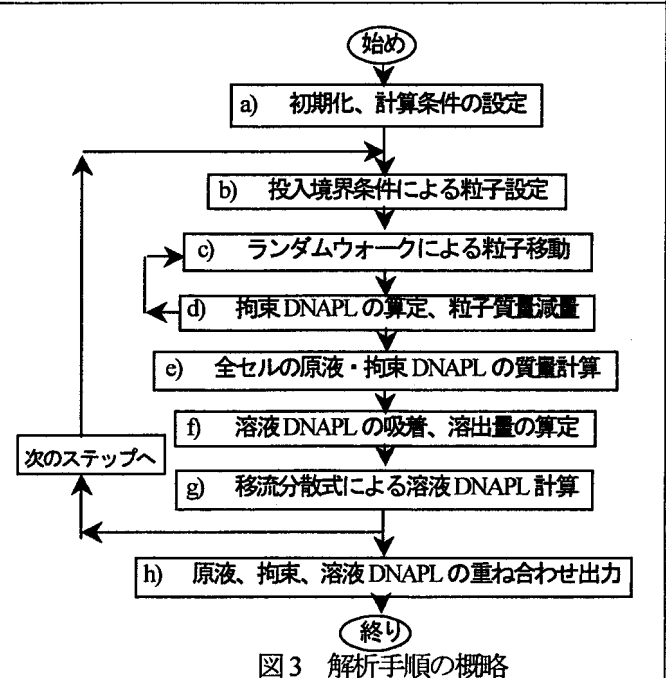 始め
a) 初期化、計算条件の設定
b) 投入境界条件による粒子設定
c) ランダムウォークによる粒子移動
d) 拘束DNAPLの算定、粒子質量減量
e) 全セルの原液・拘束DNAPLの質量計算
f) 溶液DNAPLの吸着、溶出量の算定
次のステップへ
g) 移流分散式による溶液DNAPL計算
h) 原液、拘束、溶液DNAPLの重ね合わせ出力
終り
図3 解析手順の概略